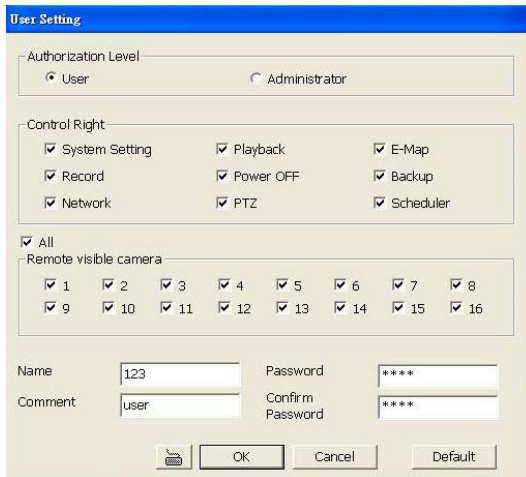 User Setting
Authorization Level
User Administrator
Control Right
System Setting Playback E-Map
Record Power OFF Backup
Network PTZ Scheduler
All
Remote visible camera
1 2 3 4 5 6 7 8
9 10 11 12 13 14 15 16
Name 123 Password ****
Comment user Confirm
Password ****
OK Cancel Default